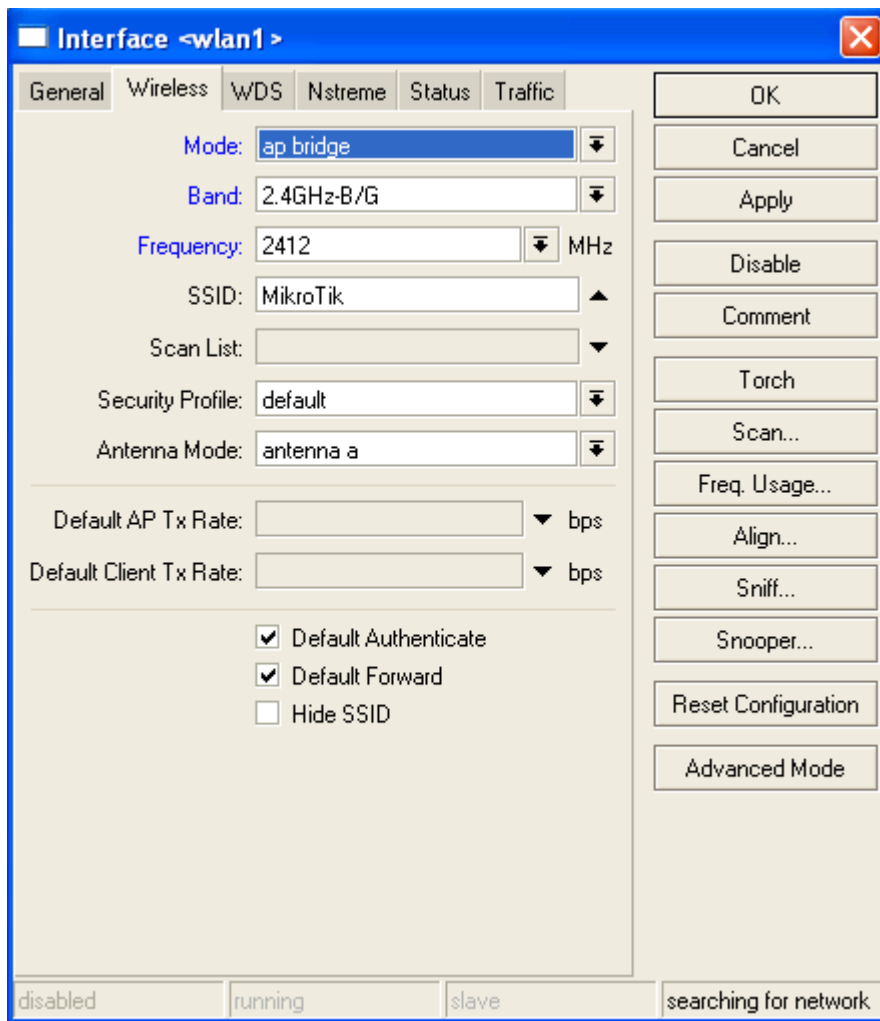 Interface <wlan1>
General Wireless WDS Nstreme Status Traffic
Mode: ap bridge
Band: 2.4GHz-B/G
Frequency: 2412 MHz
SSID: MikroTik
Scan List:
Security Profile: default
Antenna Mode: antenna a
Default AP Tx Rate: bps
Default Client Tx Rate: bps
Default Authenticate
Default Forward
Hide SSID
OK
Cancel
Apply
Disable
Comment
Torch
Scan...
Freq. Usage...
Align...
Sniff...
Snooper...
Reset Configuration
Advanced Mode
disabled running slave searching for network